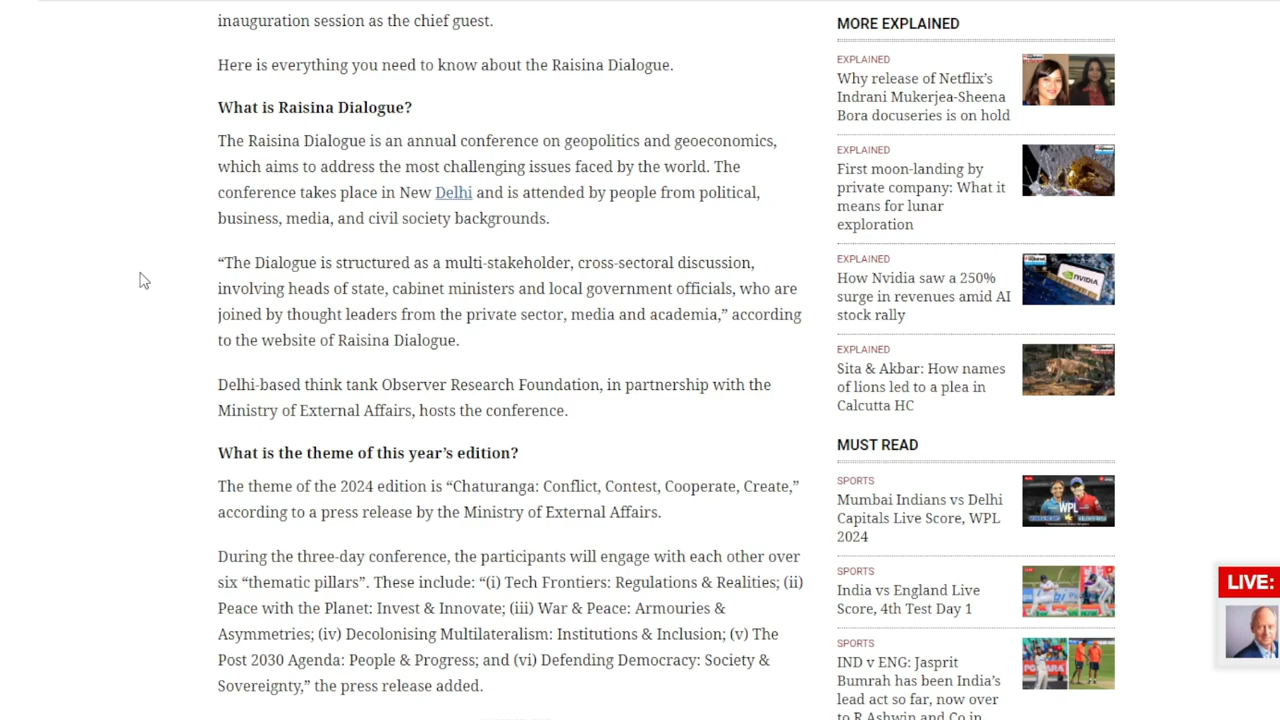 inauguration session as the chief guest.
Here is everything you need to know about the Raisina Dialogue.
What is Raisina Dialogue?
The Raisina Dialogue is an annual conference on geopolitics and geoeconomics,
which aims to address the most challenging issues faced by the world. The
conference takes place in New Delhi and is attended by people from political,
business, media, and civil society backgrounds.
“The Dialogue is structured as a multi-stakeholder, cross-sectoral discussion,
involving heads of state, cabinet ministers and local government officials, who are
joined by thought leaders from the private sector, media and academia,” according
to the website of Raisina Dialogue.
Delhi-based think tank Observer Research Foundation, in partnership with the
Ministry of External Affairs, hosts the conference.
What is the theme of this year’s edition?
The theme of the 2024 edition is “Chaturanga: Conflict, Contest, Cooperate, Create,”
according to a press release by the Ministry of External Affairs.
During the three-day conference, the participants will engage with each other over
six “thematic pillars”. These include: “(i) Tech Frontiers: Regulations & Realities; (ii)
Peace with the Planet: Invest & Innovate; (iii) War & Peace: Armouries &
Asymmetries; (iv) Decolonising Multilateralism: Institutions & Inclusion; (v) The
Post 2030 Agenda: People & Progress; and (vi) Defending Democracy: Society &
Sovereignty,” the press release added.
MORE EXPLAINED
EXPLAINED
Why release of Netflix’s
Indrani Mukerjea-Sheena
Bora docuseries is on hold
EXPLAINED
First moon-landing by
private company: What it
means for lunar
exploration
EXPLAINED
How Nvidia saw a 250%
surge in revenues amid AI
stock rally
NVIDIA
EXPLAINED
Sita & Akbar: How names
of lions led to a plea in
Calcutta HC
MUST READ
SPORTS
Mumbai Indians vs Delhi
Capitals Live Score, WPL
2024
WPL
SPORTS
India vs England Live
Score, 4th Test Day 1
SPORTS
IND v ENG: Jasprit
Bumrah has been India’s
lead act so far, now over
to R Ashwin and Co in
LIVE: